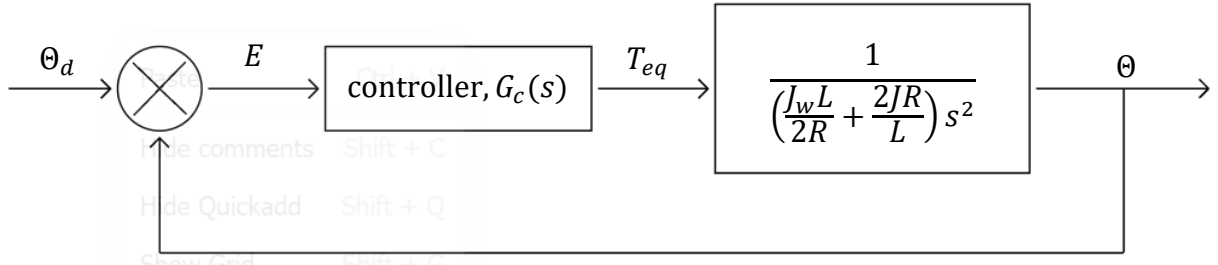 Θ_d E controller, G_c(s) T_eq 1 / ((J_w L)/(2R) + (2JR)/L) s² Θ
Paste Ctrl + V
Hide comments Shift + C
Hide Quickadd Shift + Q
Show Grid Shift + G